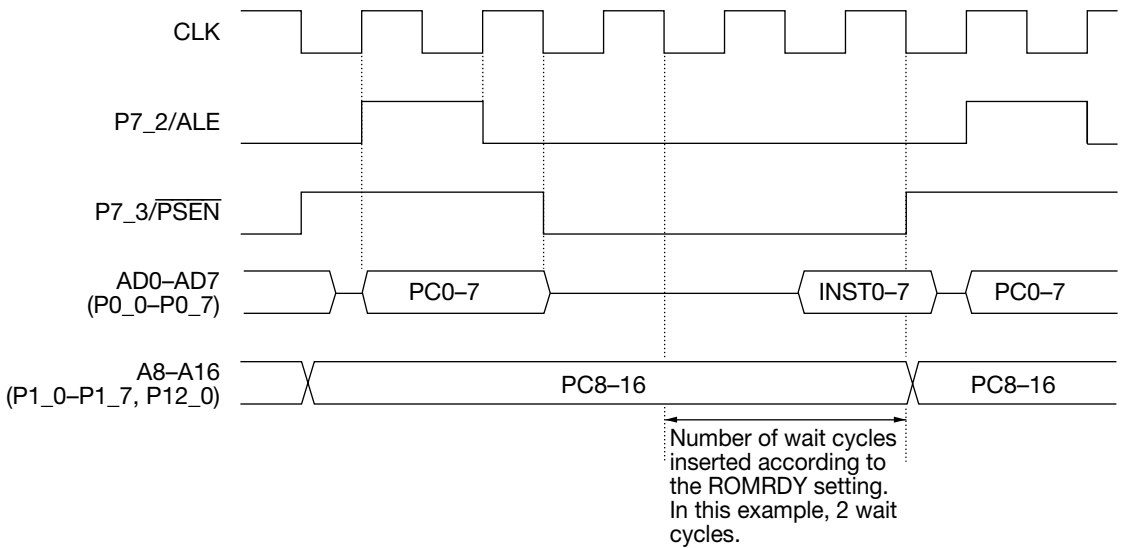 CLK
P7_2/ALE
P7_3/PSEN
AD0–AD7
(P0_0–P0_7)
PC0–7
INST0–7
PC0–7
A8–A16
(P1_0–P1_7, P12_0)
PC8–16
PC8–16
Number of wait cycles
inserted according to
the ROMRDY setting.
In this example, 2 wait
cycles.